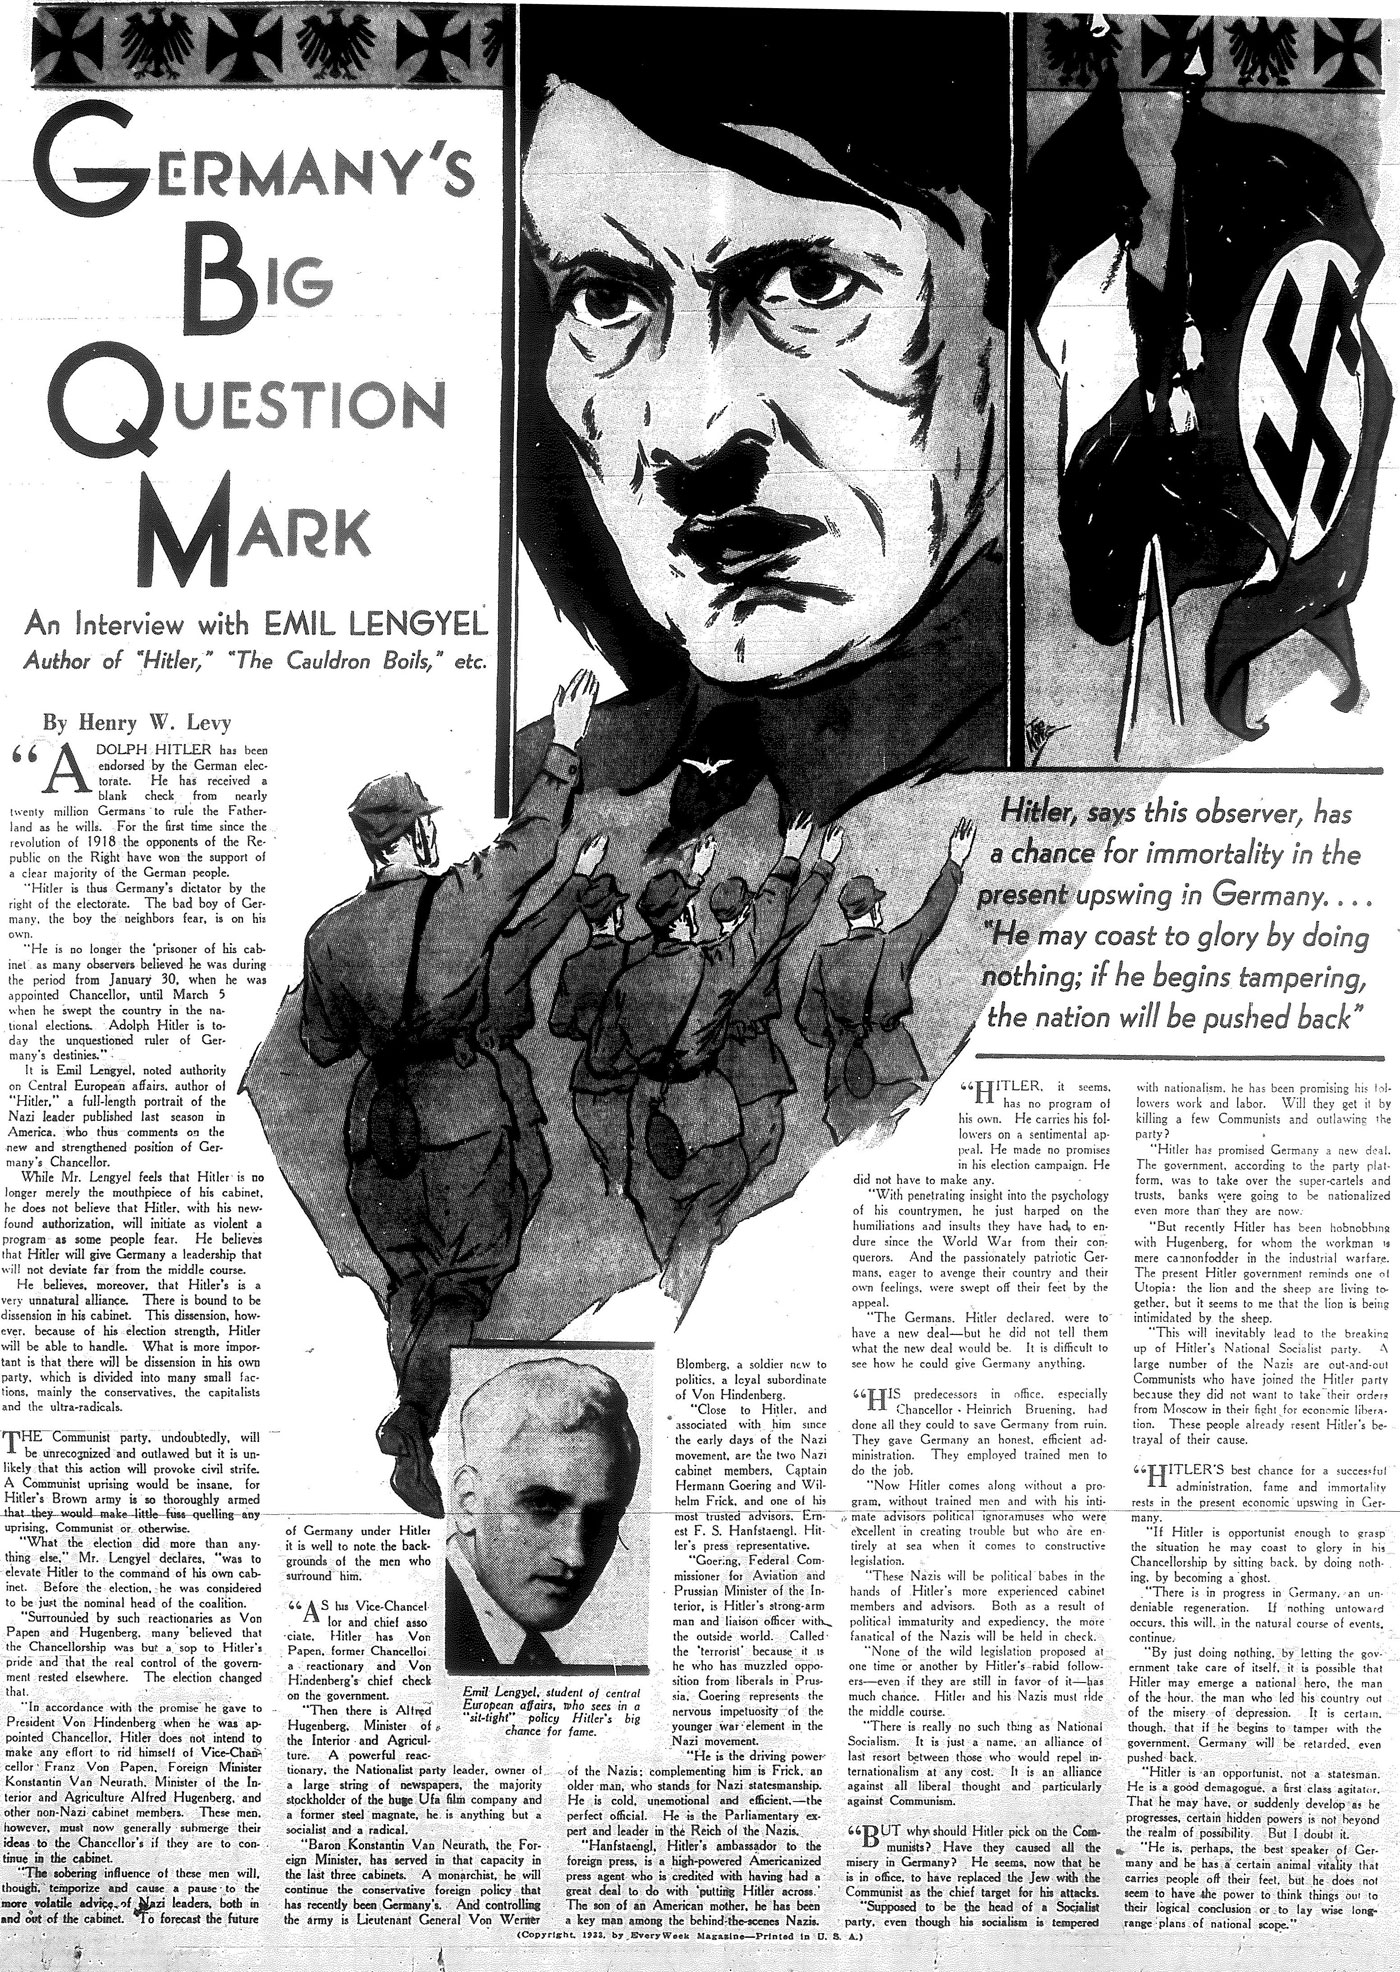 GERMANY'S
BIG
QUESTION
MARK
An Interview with EMIL LENGYEL
Author of "Hitler," "The Cauldron Boils," etc.
By Henry W. Levy
"ADOLPH HITLER has been
endorsed by the German elec-
torate. He has received a
blank check from nearly
twenty million Germans to rule the Father-
land as he wills. For the first time since the
revolution of 1918 the opponents of the Re-
public on the Right have won the support of
a clear majority of the German people.
"Hitler is thus Germany's dictator by the
right of the electorate. The bad boy of Ger-
many, the boy the neighbors fear, is on his
own.
"He is no longer the 'prisoner of his cab-
inet' as many observers believed he was during
the period from January 30, when he was
appointed Chancellor, until March 5
when he swept the country in the na-
tional elections. Adolph Hitler is to-
day the unquestioned ruler of Ger-
many's destinies."
It is Emil Lengyel, noted authority
on Central European affairs, author of
"Hitler," a full-length portrait of the
Nazi leader published last season in
America, who thus comments on the
new and strengthened position of Ger-
many's Chancellor.
While Mr. Lengyel feels that Hitler is no
longer merely the mouthpiece of his cabinet,
he does not believe that Hitler, with his new-
found authorization, will initiate as violent a
program as some people fear. He believes
that Hitler will give Germany a leadership that
will not deviate far from the middle course.
He believes, moreover, that Hitler's is a
very unnatural alliance. There is bound to be
dissension in his cabinet. This dissension, how-
ever, because of his election strength, Hitler
will be able to handle. What is more impor-
tant is that there will be dissension in his own
party, which is divided into many small fac-
tions, mainly the conservatives, the capitalists
and the ultra-radicals.
THE Communist party, undoubtedly, will
be unrecognized and outlawed but it is un-
likely that this action will provoke civil strife.
A Communist uprising would be insane, for
Hitler's Brown army is so thoroughly armed
that they would make little fuss quelling any
uprising, Communist or otherwise.
"What the election did more than any-
thing else," Mr. Lengyel declares, "was to
elevate Hitler to the command of his own cab-
inet. Before the election, he was considered
to be just the nominal head of the coalition.
"Surrounded by such reactionaries as Von
Papen and Hugenberg, many believed that
the Chancellorship was but a sop to Hitler's
pride and that the real control of the govern-
ment rested elsewhere. The election changed
that.
"In accordance with the promise he gave to
President Von Hindenberg when he was ap-
pointed Chancellor, Hitler does not intend to
make any effort to rid himself of Vice-Chan-
cellor Franz Von Papen, Foreign Minister
Konstantin Van Neurath, Minister of the In-
terior and Agriculture Alfred Hugenberg, and
other non-Nazi cabinet members. These men,
however, must now generally submerge their
ideas to the Chancellor's if they are to con-
tinue in the cabinet.
"The sobering influence of these men will,
though, temporize and cause a pause to the
more volatile advice of Nazi leaders, both in
and out of the cabinet. To forecast the future
of Germany under Hitler
it is well to note the back-
grounds of the men who
surround him.
"AS his Vice-Chancel
lor and chief asso
ciate, Hitler has Von
Papen, former Chancellor
a reactionary and Von
Hindenberg's chief check
on the government.
"Then there is Alfred
Hugenberg, Minister of
the Interior and Agricul-
ture. A powerful reac-
tionary, the Nationalist party leader, owner of
a large string of newspapers, the majority
stockholder of the huge Ufa film company and
a former steel magnate, he is anything but a
socialist and a radical.
"Baron Konstantin Van Neurath, the For-
eign Minister, has served in that capacity in
the last three cabinets. A monarchist, he will
continue the conservative foreign policy that
has recently been Germany's. And controlling
the army is Lieutenant General Von Werner
Emil Lengyel, student of central
European affairs, who sees in a
"sit-tight" policy Hitler's big
chance for fame.
Blomberg, a soldier new to
politics, a loyal subordinate
of Von Hindenberg.
"Close to Hitler, and
associated with him since
the early days of the Nazi
movement, are the two Nazi
cabinet members, Captain
Hermann Goering and Wil-
helm Frick, and one of his
most trusted advisors, Ern-
est F. S. Hanfstaengl, Hit-
ler's press representative.
"Goering, Federal Com-
missioner for Aviation and
Prussian Minister of the In-
terior, is Hitler's strong-arm
man and liaison officer with
the outside world. Called
the 'terrorist' because it is
he who has muzzled oppo-
sition from liberals in Prus-
sia, Goering represents the
nervous impetuosity of the
younger war element in the
Nazi movement.
"He is the driving power
of the Nazis; complementing him is Frick, an
older man, who stands for Nazi statesmanship.
He is cold, unemotional and efficient,—the
perfect official. He is the Parliamentary ex-
pert and leader in the Reich of the Nazis.
"Hanfstaengl, Hitler's ambassador to the
foreign press, is a high-powered Americanized
press agent who is credited with having had a
great deal to do with 'putting Hitler across.'
The son of an American mother, he has been
a key man among the behind-the-scenes Nazis.
Hitler, says this observer, has
a chance for immortality in the
present upswing in Germany. . . .
"He may coast to glory by doing
nothing; if he begins tampering,
the nation will be pushed back"
"HITLER, it seems,
has no program of
his own. He carries his fol-
lowers on a sentimental ap-
peal. He made no promises
in his election campaign. He
did not have to make any.
"With penetrating insight into the psychology
of his countrymen, he just harped on the
humiliations and insults they have had to en-
dure since the World War from their con-
querors. And the passionately patriotic Ger-
mans, eager to avenge their country and their
own feelings, were swept off their feet by the
appeal.
"The Germans, Hitler declared, were to
have a new deal—but he did not tell them
what the new deal would be. It is difficult to
see how he could give Germany anything.
"HIS predecessors in office, especially
Chancellor Heinrich Bruening, had
done all they could to save Germany from ruin.
They gave Germany an honest, efficient ad-
ministration. They employed trained men to
do the job.
"Now Hitler comes along without a pro-
gram, without trained men and with his inti-
mate advisors political ignoramuses who were
excellent in creating trouble but who are en-
tirely at sea when it comes to constructive
legislation.
"These Nazis will be political babes in the
hands of Hitler's more experienced cabinet
members and advisors. Both as a result of
political immaturity and expediency, the more
fanatical of the Nazis will be held in check.
"None of the wild legislation proposed at
one time or another by Hitler's rabid follow-
ers—even if they are still in favor of it—has
much chance. Hitler and his Nazis must ride
the middle course.
"There is really no such thing as National
Socialism. It is just a name, an alliance of
last resort between those who would repel in-
ternationalism at any cost. It is an alliance
against all liberal thought and particularly
against Communism.
"BUT why should Hitler pick on the Com-
munists? Have they caused all the
misery in Germany? He seems, now that he
is in office, to have replaced the Jew with the
Communist as the chief target for his attacks.
"Supposed to be the head of a Socialist
party, even though his socialism is tempered
with nationalism, he has been promising his fol-
lowers work and labor. Will they get it by
killing a few Communists and outlawing the
party?
"Hitler has promised Germany a new deal.
The government, according to the party plat-
form, was to take over the super-cartels and
trusts, banks were going to be nationalized
even more than they are now.
"But recently Hitler has been hobnobbing
with Hugenberg, for whom the workman is
mere cannonfodder in the industrial warfare.
The present Hitler government reminds one of
Utopia: the lion and the sheep are living to-
gether, but it seems to me that the lion is being
intimidated by the sheep.
"This will inevitably lead to the breaking
up of Hitler's National Socialist party. A
large number of the Nazis are out-and-out
Communists who have joined the Hitler party
because they did not want to take their orders
from Moscow in their fight for economic libera-
tion. These people already resent Hitler's be-
trayal of their cause.
"HITLER'S best chance for a successful
administration, fame and immortality
rests in the present economic upswing in Ger-
many.
"If Hitler is opportunist enough to grasp
the situation he may coast to glory in his
Chancellorship by sitting back, by doing noth-
ing, by becoming a ghost.
"There is in progress in Germany, an un-
deniable regeneration. If nothing untoward
occurs, this will, in the natural course of events,
continue.
"By just doing nothing, by letting the gov-
ernment take care of itself, it is possible that
Hitler may emerge a national hero, the man
of the hour, the man who led his country out
of the misery of depression. It is certain,
though, that if he begins to tamper with the
government, Germany will be retarded, even
pushed back.
"Hitler is an opportunist, not a statesman.
He is a good demagogue, a first class agitator.
That he may have, or suddenly develop as he
progresses, certain hidden powers is not beyond
the realm of possibility. But I doubt it.
"He is, perhaps, the best speaker of Ger-
many and he has a certain animal vitality that
carries people off their feet, but he does not
seem to have the power to think things out to
their logical conclusion or to lay wise long-
range plans of national scope."
(Copyright, 1933, by EveryWeek Magazine—Printed in U. S. A.)